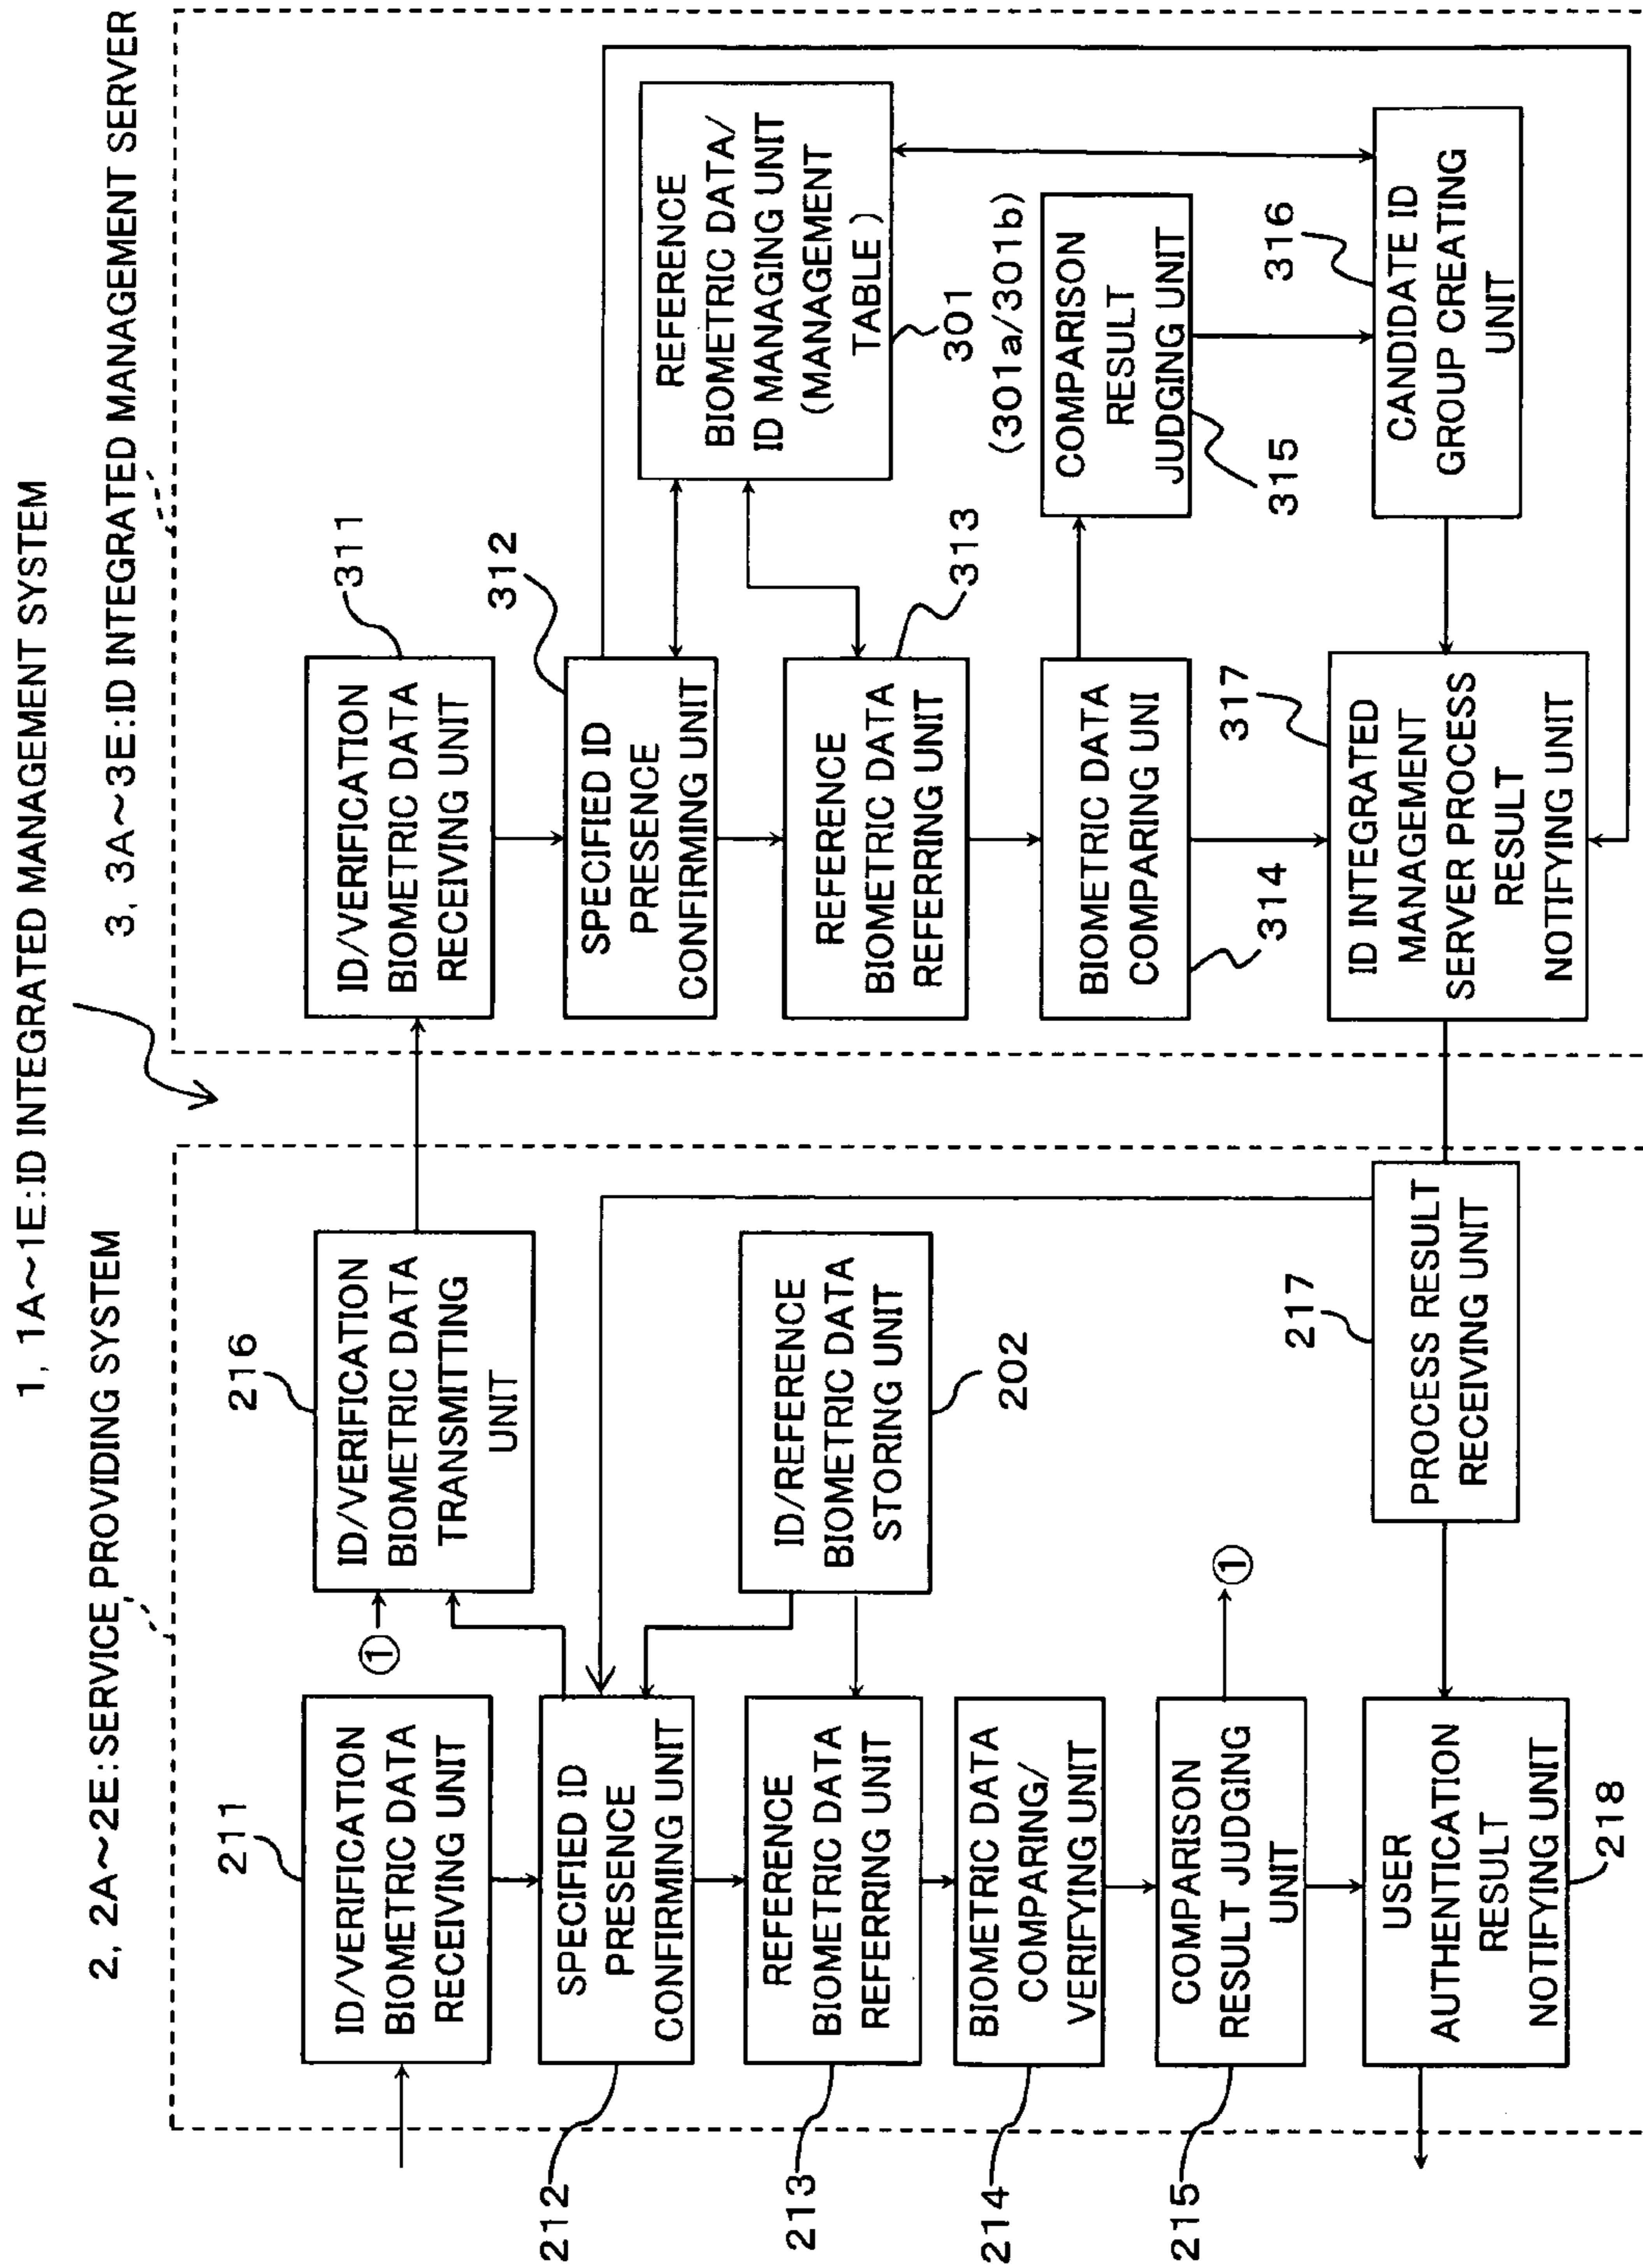 1, 1A~1E:ID INTEGRATED MANAGEMENT SYSTEM
2, 2A~2E:SERVICE PROVIDING SYSTEM
3, 3A~3E:ID INTEGRATED MANAGEMENT SERVER
211
ID/VERIFICATION
BIOMETRIC DATA
RECEIVING UNIT
212
SPECIFIED ID
PRESENCE
CONFIRMING UNIT
213
REFERENCE
BIOMETRIC DATA
REFERRING UNIT
214
BIOMETRIC DATA
COMPARING/
VERIFYING UNIT
215
COMPARISON
RESULT JUDGING
UNIT
①
USER
AUTHENTICATION
RESULT
NOTIFYING UNIT
218
①
216
ID/VERIFICATION
BIOMETRIC DATA
TRANSMITTING
UNIT
ID/REFERENCE
BIOMETRIC DATA
STORING UNIT
202
217
PROCESS RESULT
RECEIVING UNIT
ID/VERIFICATION
BIOMETRIC DATA
RECEIVING UNIT
311
SPECIFIED ID
PRESENCE
CONFIRMING UNIT
312
REFERENCE
BIOMETRIC DATA
REFERRING UNIT
313
BIOMETRIC DATA
COMPARING UNI
314
ID INTEGRATED
MANAGEMENT
SERVER PROCESS
RESULT
NOTIFYING UNIT
317
REFERENCE
BIOMETRIC DATA/
ID MANAGING UNIT
(MANAGEMENT
TABLE)
301
(301a/301b)
COMPARISON
RESULT
JUDGING UNIT
315
316
CANDIDATE ID
GROUP CREATING
UNIT